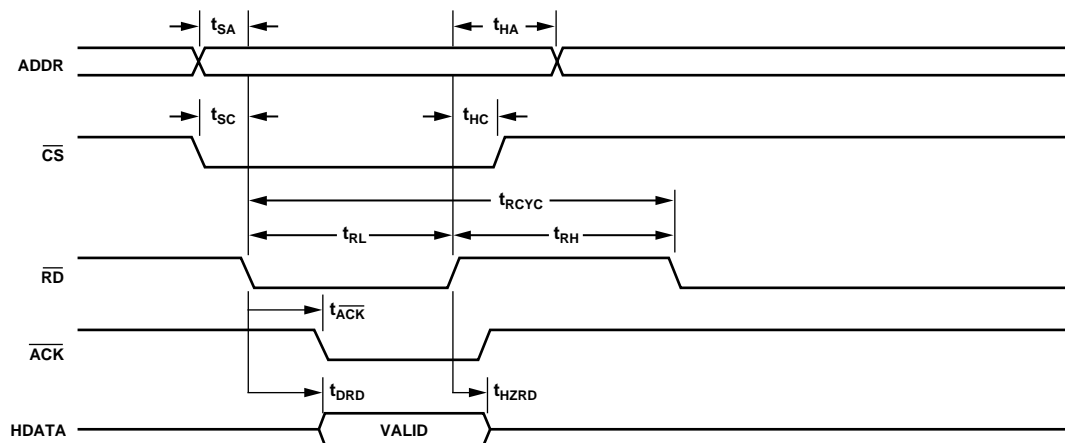 tSA
tHA
ADDR
tSC
tHC
CS
tRCYC
tRL
tRH
RD
tACK
ACK
tDRD
tHZRD
HDATA
VALID